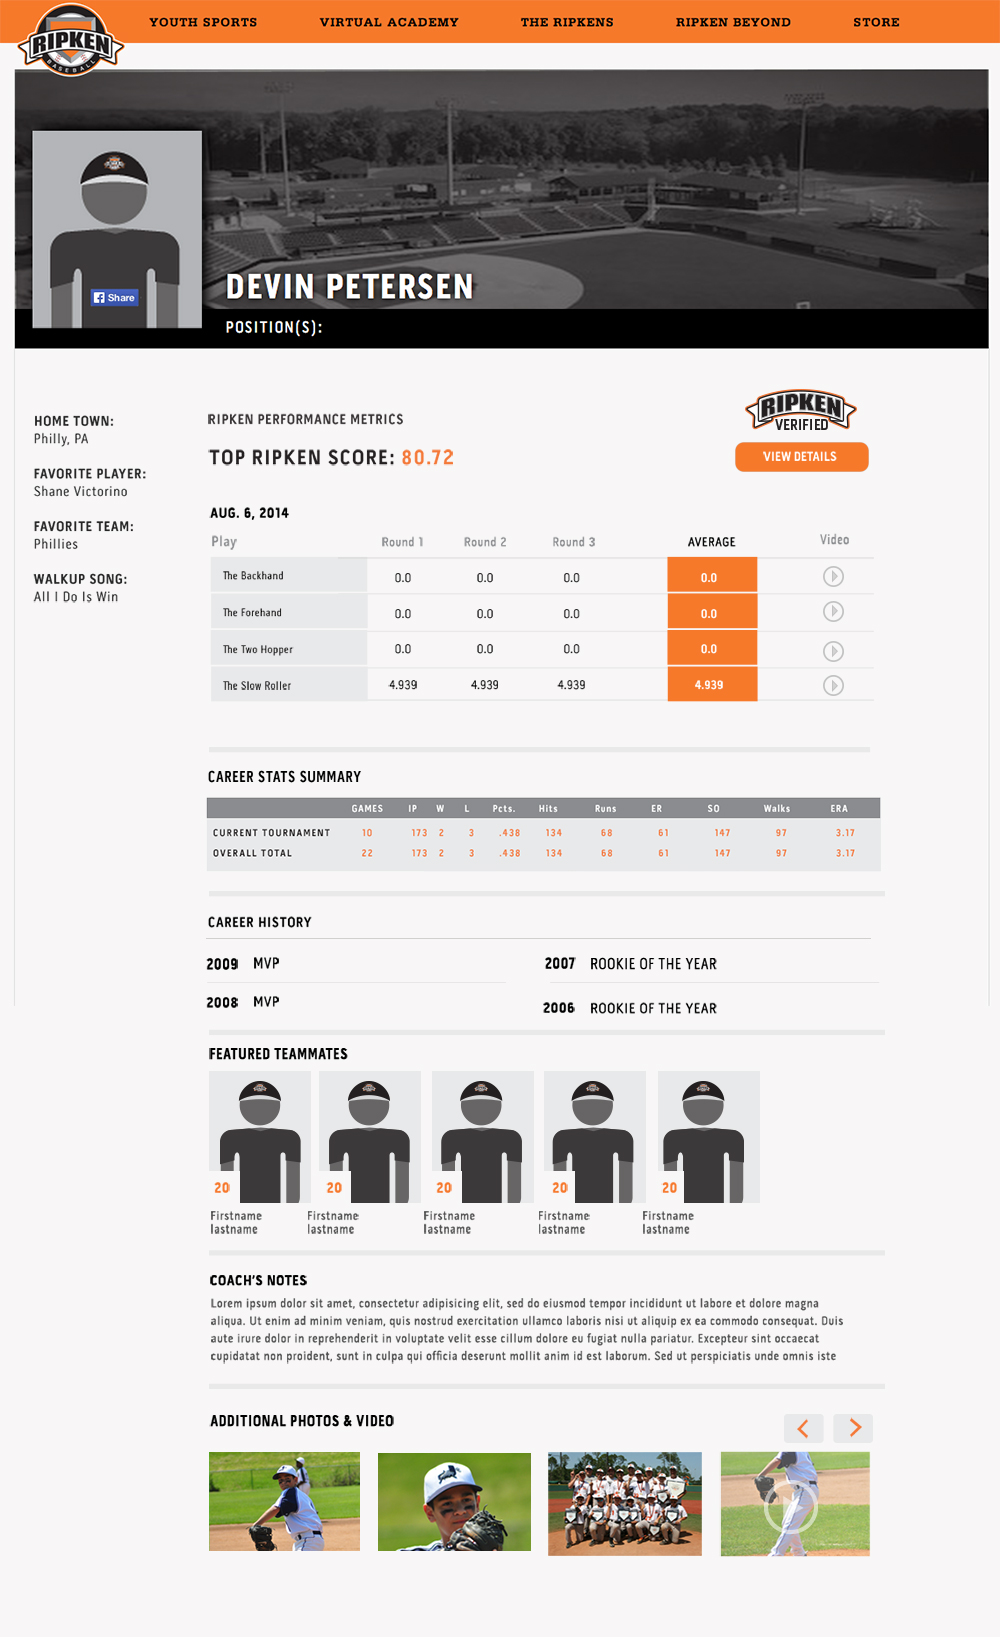 YOUTH SPORTS VIRTUAL ACADEMY THE RIPKENS RIPKEN BEYOND STORE
RIPKEN
BASEBALL
Share
DEVIN PETERSEN
POSITION(S):
HOME TOWN:
Philly, PA
FAVORITE PLAYER:
Shane Victorino
FAVORITE TEAM:
Phillies
WALKUP SONG:
All I Do Is Win
RIPKEN PERFORMANCE METRICS
TOP RIPKEN SCORE: 80.72
RIPKEN
VERIFIED
VIEW DETAILS
AUG. 6, 2014
Play Round 1 Round 2 Round 3 AVERAGE Video
The Backhand 0.0 0.0 0.0 0.0
The Forehand 0.0 0.0 0.0 0.0
The Two Hopper 0.0 0.0 0.0 0.0
The Slow Roller 4.939 4.939 4.939 4.939
CAREER STATS SUMMARY
GAMES IP W L Pcts. Hits Runs ER SO Walks ERA
CURRENT TOURNAMENT 10 173 2 3 .438 134 68 61 147 97 3.17
OVERALL TOTAL 22 173 2 3 .438 134 68 61 147 97 3.17
CAREER HISTORY
2009 MVP 2007 ROOKIE OF THE YEAR
2008 MVP 2006 ROOKIE OF THE YEAR
FEATURED TEAMMATES
20 20 20 20 20
Firstname Firstname Firstname Firstname Firstname
lastname lastname lastname lastname lastname
COACH'S NOTES
Lorem ipsum dolor sit amet, consectetur adipisicing elit, sed do eiusmod tempor incididunt ut labore et dolore magna
aliqua. Ut enim ad minim veniam, quis nostrud exercitation ullamco laboris nisi ut aliquip ex ea commodo consequat. Duis
aute irure dolor in reprehenderit in voluptate velit esse cillum dolore eu fugiat nulla pariatur. Excepteur sint occaecat
cupidatat non proident, sunt in culpa qui officia deserunt mollit anim id est laborum. Sed ut perspiciatis unde omnis iste
ADDITIONAL PHOTOS & VIDEO